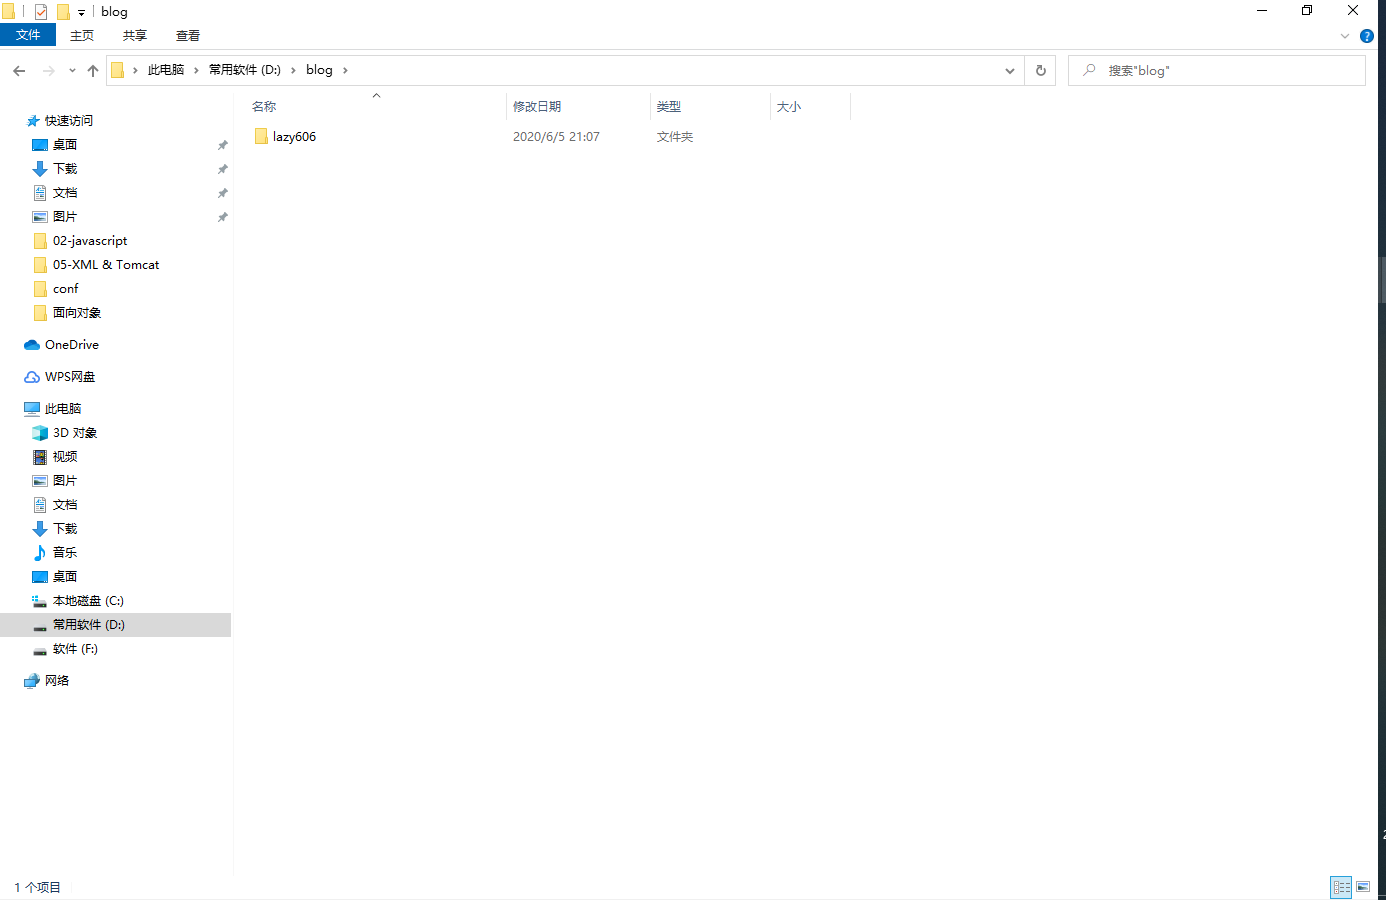 blog
文件 主页 共享 查看
此电脑 常用软件 (D:) blog
搜索"blog"
名称 修改日期 类型 大小
lazy606 2020/6/5 21:07 文件夹
快速访问
桌面
下载
文档
图片
02-javascript
05-XML & Tomcat
conf
面向对象
OneDrive
WPS网盘
此电脑
3D 对象
视频
图片
文档
下载
音乐
桌面
本地磁盘 (C:)
常用软件 (D:)
软件 (F:)
网络
1 个项目